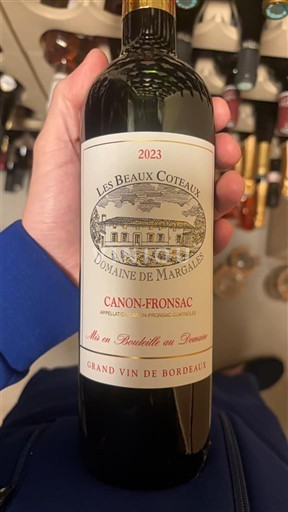 2023
LES BEAUX COTEAUX
DOMAINE DE MARGALES
CANON-FRONSAC
APPELLATION CANON-FRONSAC CONTRÔLÉE
Mis en Bouteille au Domaine
GRAND VIN DE BORDEAUX